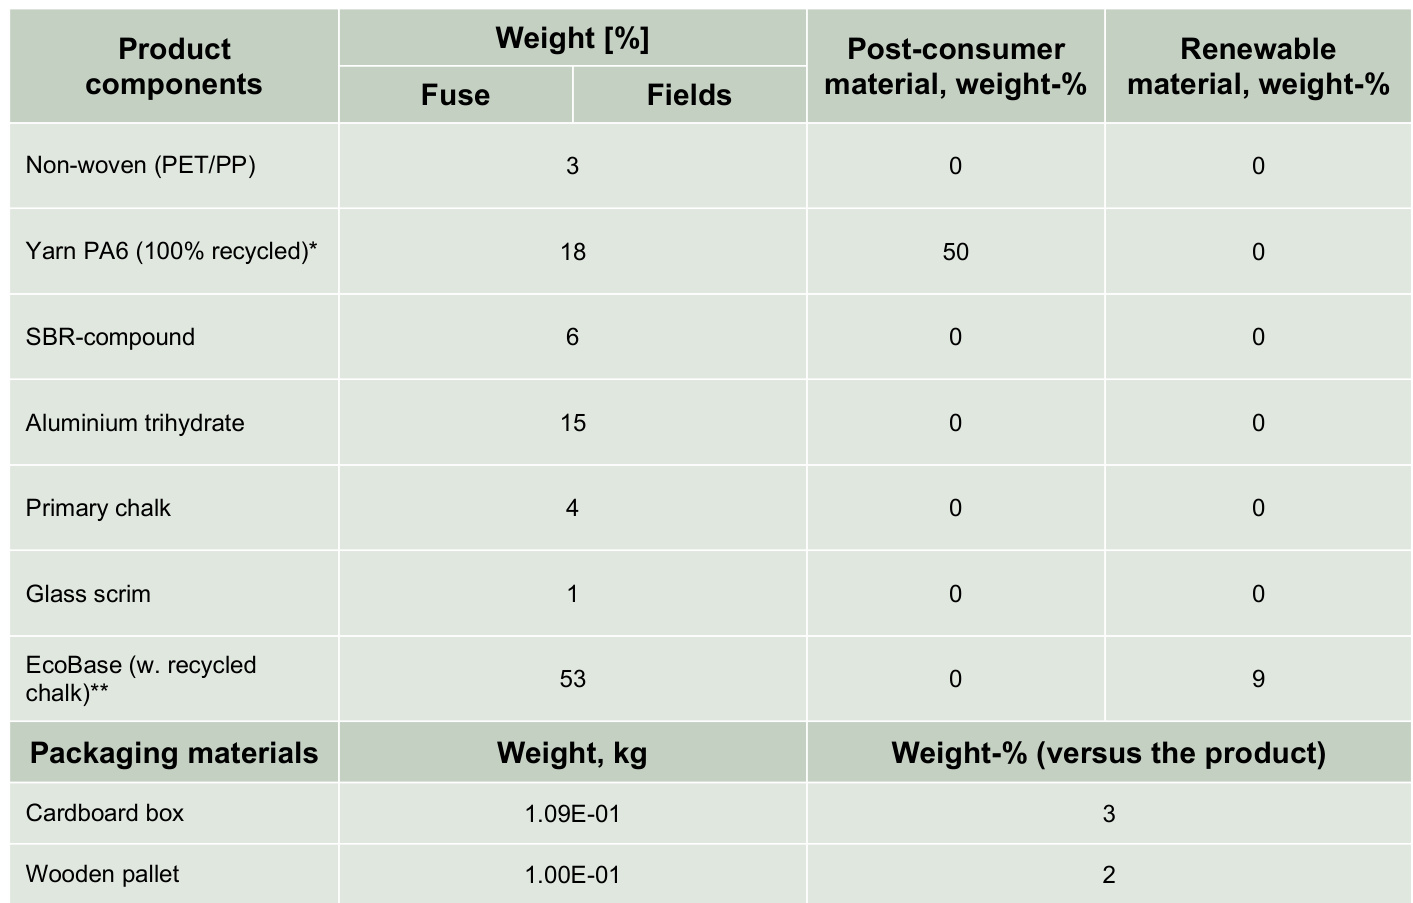 Product
components
Weight [%]
Fuse
Fields
Post-consumer
material, weight-%
Renewable
material, weight-%
Non-woven (PET/PP)
3
0
0
Yarn PA6 (100% recycled)*
18
50
0
SBR-compound
6
0
0
Aluminium trihydrate
15
0
0
Primary chalk
4
0
0
Glass scrim
1
0
0
EcoBase (w. recycled
chalk)**
53
0
9
Packaging materials
Weight, kg
Weight-% (versus the product)
Cardboard box
1.09E-01
3
Wooden pallet
1.00E-01
2